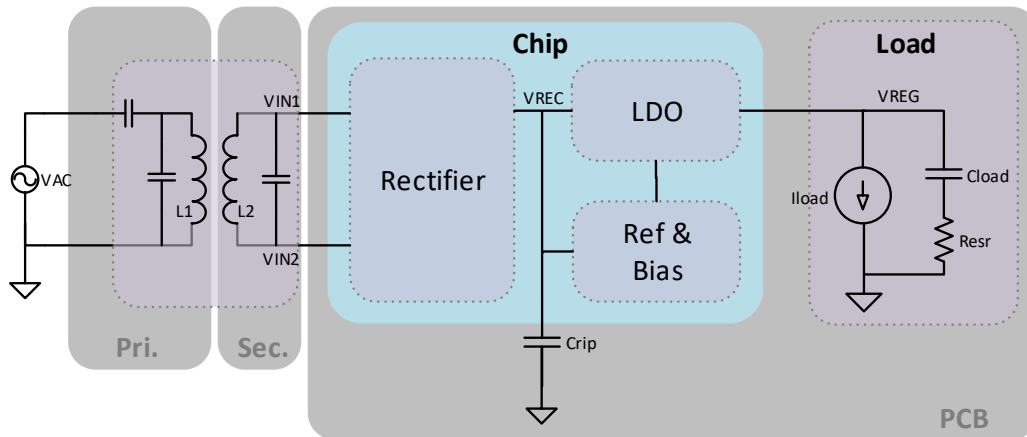 Chip
Load
VIN1
VREC
LDO
VREG
Rectifier
VAC
L1
L2
Iload
Cload
Ref &
Bias
Resr
VIN2
Pri.
Sec.
Crip
PCB